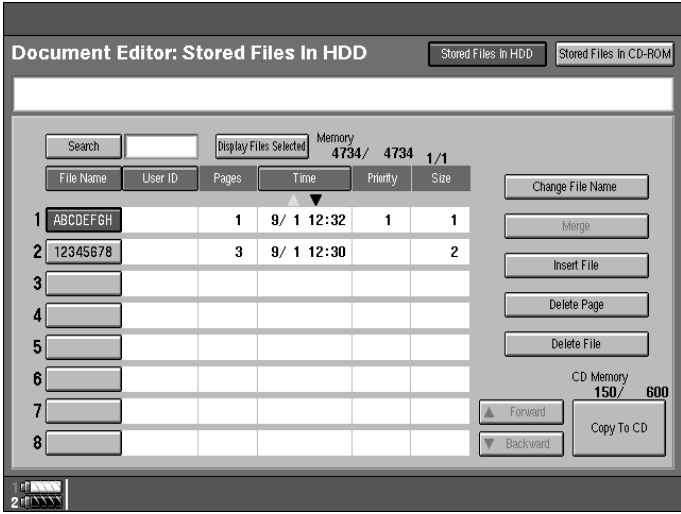 Document Editor: Stored Files In HDD
Stored Files In HDD
Stored Files In CD-ROM
Search
Display Files Selected
Memory
4734/ 4734
1/1
File Name User ID Pages Time Priority Size
Change File Name
1 ABCDEFGH 1 9/ 1 12:32 1 1
Merge
2 12345678 3 9/ 1 12:30 2
Insert File
3
Delete Page
4
5
Delete File
6
CD Memory
150/ 600
7
▲ Forward
Copy To CD
8
▼ Backward
1
2